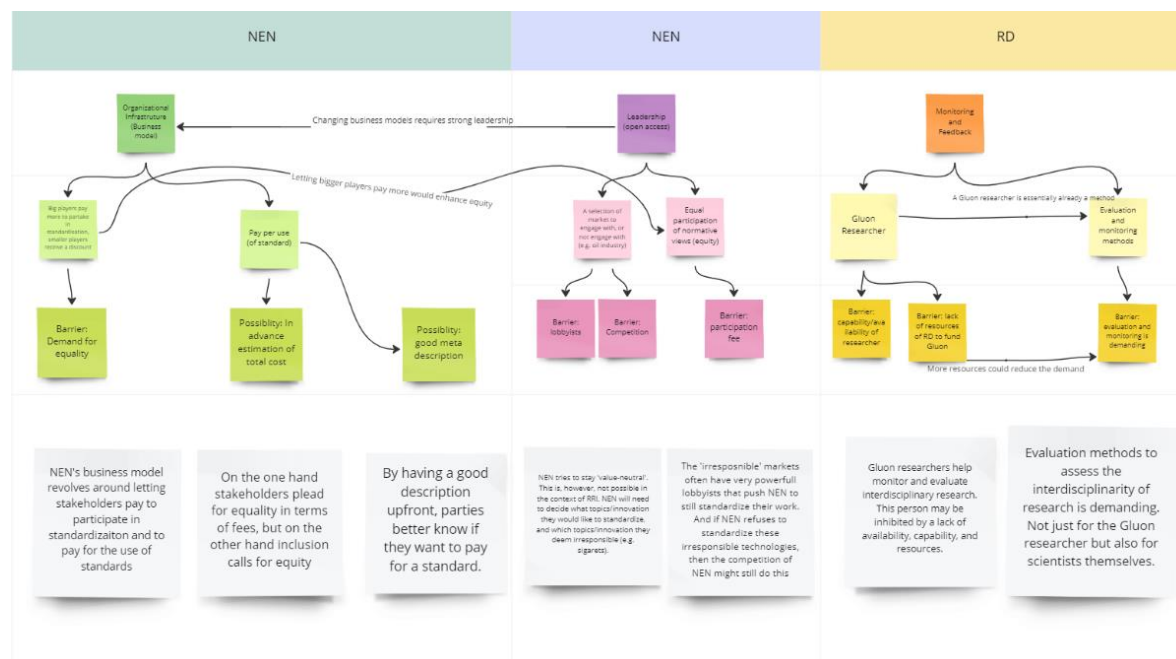 NEN
NEN
RD
Organizational
Infrastruture
(Business
model)
Changing business models requires strong leadership
Leadership
(open access)
Monitoring
and
Feedback
Letting bigger players pay more would enhance equity
A Gluon researcher is essentially already a method
Big players pay
more to partake
in
standardization,
smaller players
receive a discount
Pay per use
(of standard)
A selection of
market to
engage with, or
not engage with
(e.g. oil industry)
Equal
participation of
normative
views (equity)
Gluon
Researcher
Evaluation
and
monitoring
methods
Barrier:
Demand for
equality
Possiblity: In
advance
estimation of
total cost
Possiblity:
good meta
description
Barrier:
lobbyists
Barrier:
Competition
Barrier:
participation
fee
Barrier:
capability/ava
ilability of
researcher
Barrier: lack
of resources
of RD to fund
Gluon
Barrier:
evaluation and
monitoring is
demanding
More resources could reduce the demand
NEN's business model
revolves around letting
stakeholders pay to
participate in
standardizaiton and to
pay for the use of
standards
On the one hand
stakeholders plead
for equality in terms
of fees, but on the
other hand inclusion
calls for equity
By having a good
description
upfront, parties
better know if
they want to pay
for a standard.
NEN tries to stay 'value-neutral'.
This is, however, not possible in
the context of RRI. NEN will need
to decide what topics/innovation
they would like to standardize,
and which topics/innovation they
deem irresponsible (e.g.
sigarets).
The 'irresposnible' markets
often have very powerfull
lobbyists that push NEN to
still standardize their work.
And if NEN refuses to
standardize these
irresponsible technologies,
then the competition of
NEN might still do this
Gluon researchers help
monitor and evaluate
interdisciplinary research.
This person may be
inhibited by a lack of
availability, capability, and
resources.
Evaluation methods to
assess the
interdisciplinarity of
research is demanding.
Not just for the Gluon
researcher but also for
scientists themselves.